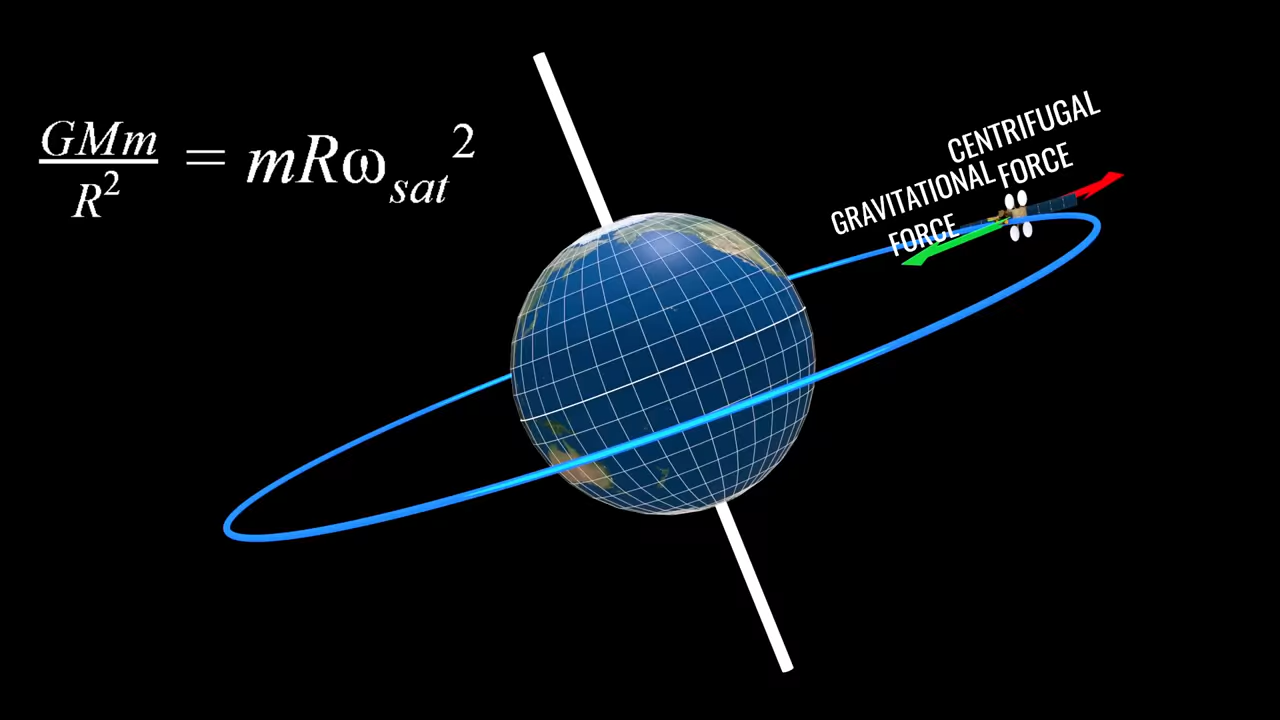 GMm/R² = mRω_sat²
CENTRIFUGAL
FORCE
GRAVITATIONAL
FORCE